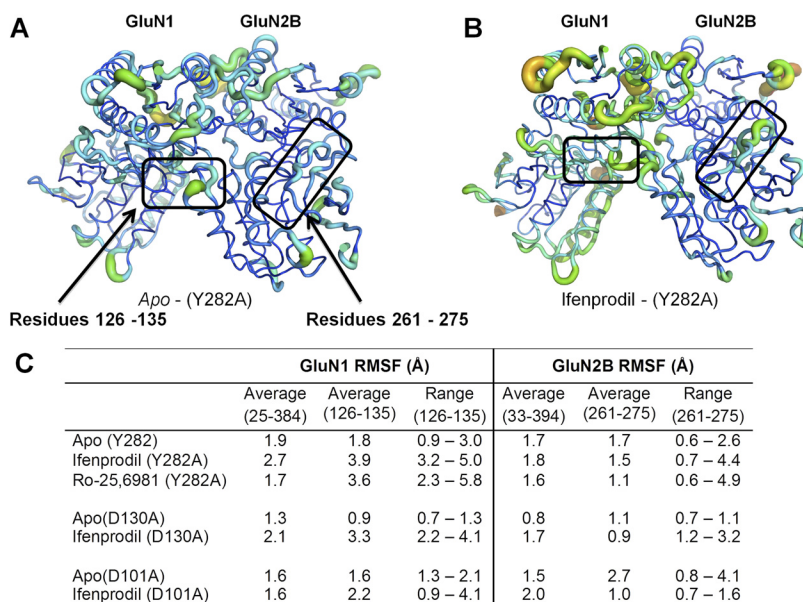 A
GluN1 GluN2B
B
GluN1 GluN2B
Apo - (Y282A)
Ifenprodil - (Y282A)
Residues 126 -135
Residues 261 - 275
C
GluN1 RMSF (Å) GluN2B RMSF (Å)
Average Average Range Average Average Range
(25-384) (126-135) (126-135) (33-394) (261-275) (261-275)
Apo (Y282) 1.9 1.8 0.9 – 3.0 1.7 1.7 0.6 – 2.6
Ifenprodil (Y282A) 2.7 3.9 3.2 – 5.0 1.8 1.5 0.7 – 4.4
Ro-25,6981 (Y282A) 1.7 3.6 2.3 – 5.8 1.6 1.1 0.6 – 4.9
Apo(D130A) 1.3 0.9 0.7 – 1.3 0.8 1.1 0.7 – 1.1
Ifenprodil (D130A) 2.1 3.3 2.2 – 4.1 1.7 0.9 1.2 – 3.2
Apo(D101A) 1.6 1.6 1.3 – 2.1 1.5 2.7 0.8 – 4.1
Ifenprodil (D101A) 1.6 2.2 0.9 – 4.1 2.0 1.0 0.7 – 1.6